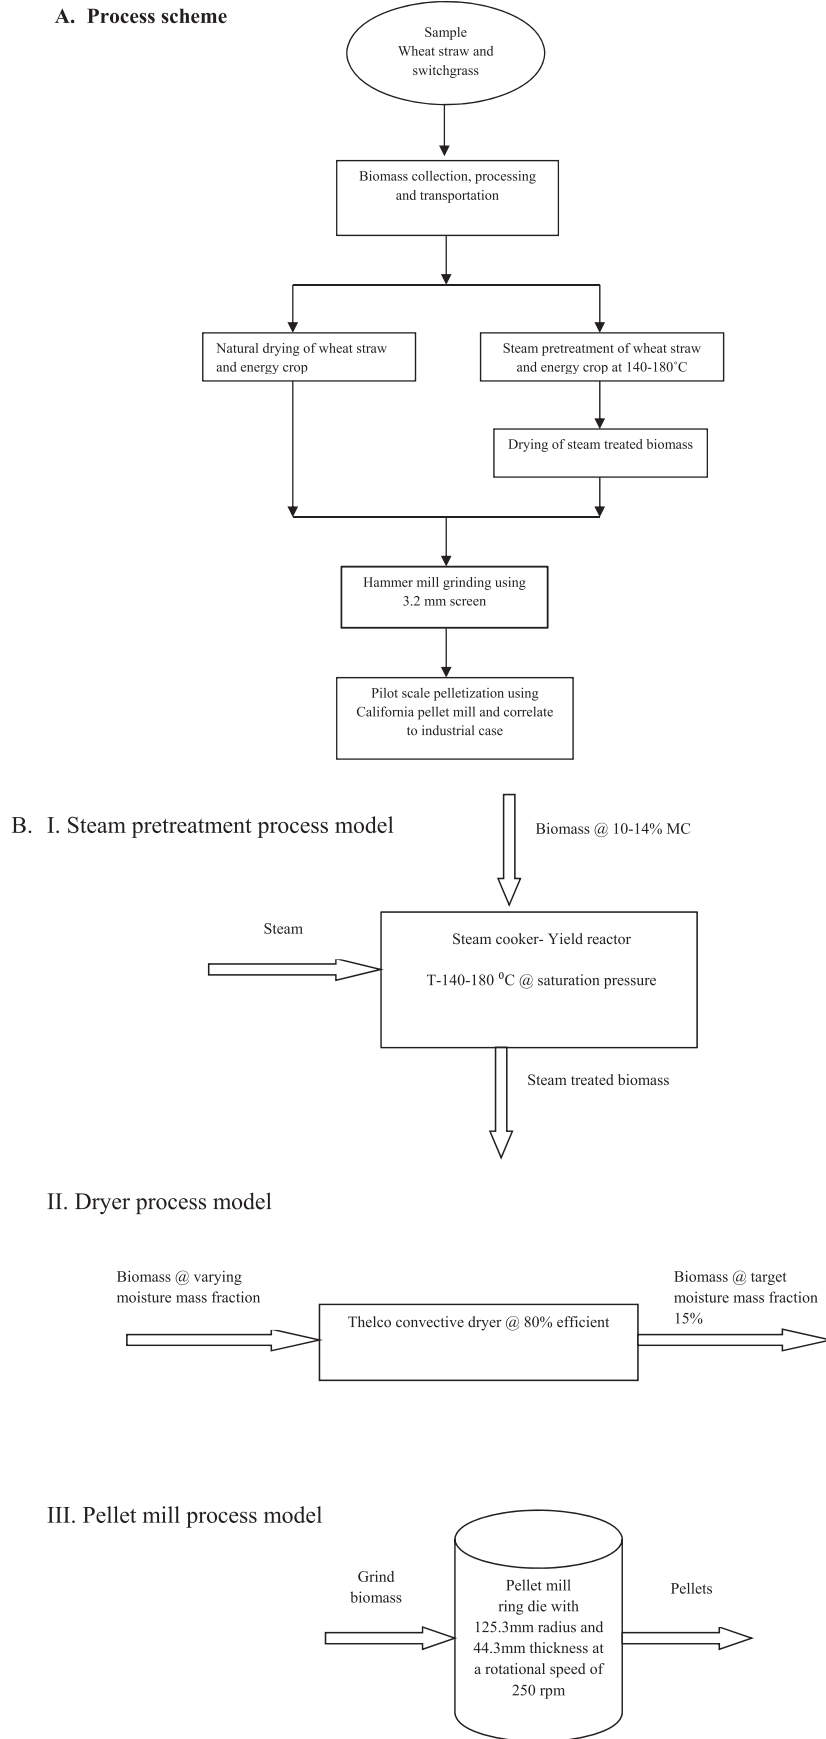 A. Process scheme
Sample
Wheat straw and
switchgrass
Biomass collection, processing
and transportation
Natural drying of wheat straw
and energy crop
Steam pretreatment of wheat straw
and energy crop at 140-180˚C
Drying of steam treated biomass
Hammer mill grinding using
3.2 mm screen
Pilot scale pelletization using
California pellet mill and correlate
to industrial case
B. I. Steam pretreatment process model
Biomass @ 10-14% MC
Steam
Steam cooker- Yield reactor
T-140-180 ⁰C @ saturation pressure
Steam treated biomass
II. Dryer process model
Biomass @ varying
moisture mass fraction
Thelco convective dryer @ 80% efficient
Biomass @ target
moisture mass fraction
15%
III. Pellet mill process model
Grind
biomass
Pellet mill
ring die with
125.3mm radius and
44.3mm thickness at
a rotational speed of
250 rpm
Pellets